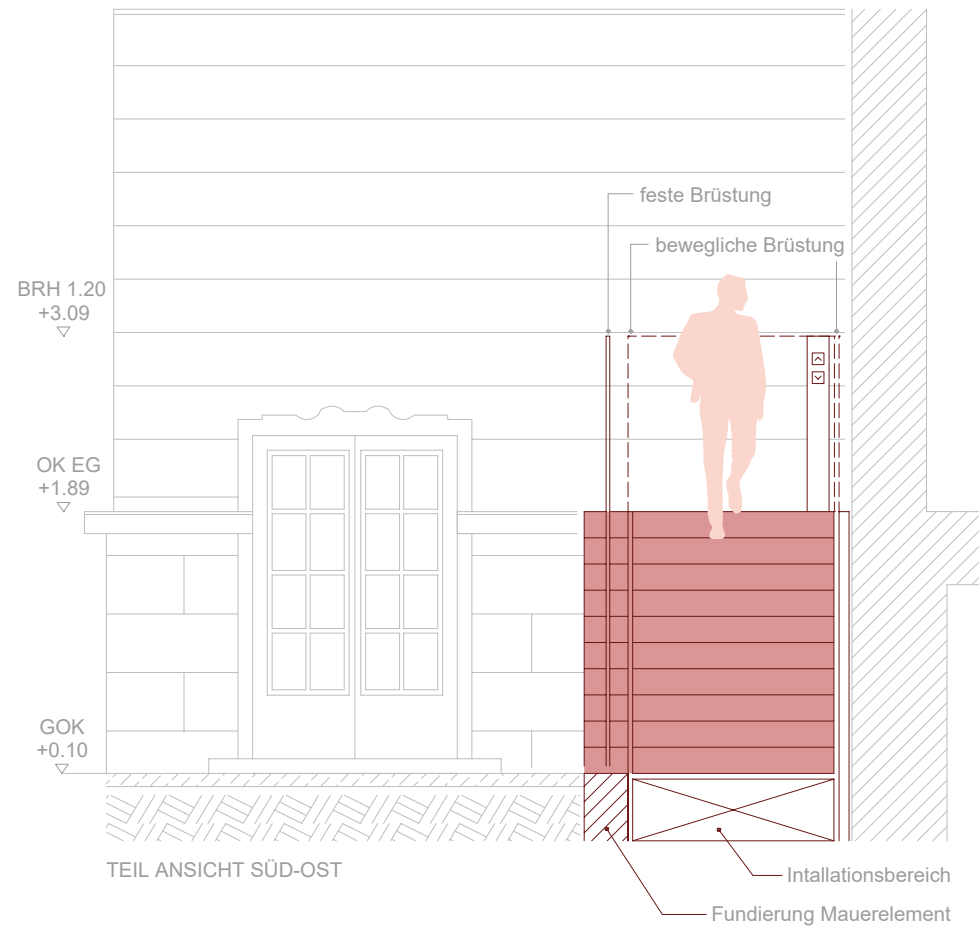 feste Brüstung
bewegliche Brüstung
BRH 1.20
+3.09
OK EG
+1.89
GOK
+0.10
TEIL ANSICHT SÜD-OST
Intallationsbereich
Fundierung Mauerelement